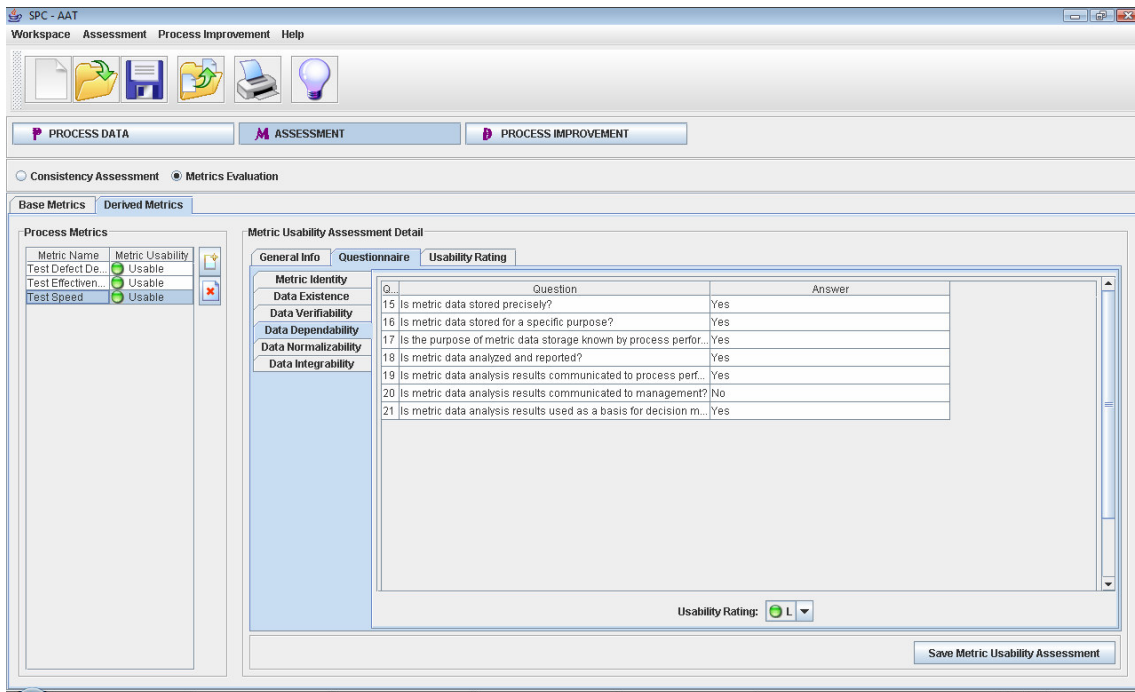 SPC - AAT
Workspace Assessment Process Improvement Help
P PROCESS DATA M ASSESSMENT PROCESS IMPROVEMENT
Consistency Assessment Metrics Evaluation
Base Metrics Derived Metrics
Process Metrics
Metric Name Metric Usability
Test Defect De... Usable
Test Effectiven... Usable
Test Speed Usable
Metric Usability Assessment Detail
General Info Questionnaire Usability Rating
Metric Identity
Data Existence
Data Verifiability
Data Dependability
Data Normalizability
Data Integrability
Q... Question Answer
15 Is metric data stored precisely? Yes
16 Is metric data stored for a specific purpose? Yes
17 Is the purpose of metric data storage known by process perfor... Yes
18 Is metric data analyzed and reported? Yes
19 Is metric data analysis results communicated to process perf... Yes
20 Is metric data analysis results communicated to management? No
21 Is metric data analysis results used as a basis for decision m... Yes
Usability Rating: L
Save Metric Usability Assessment